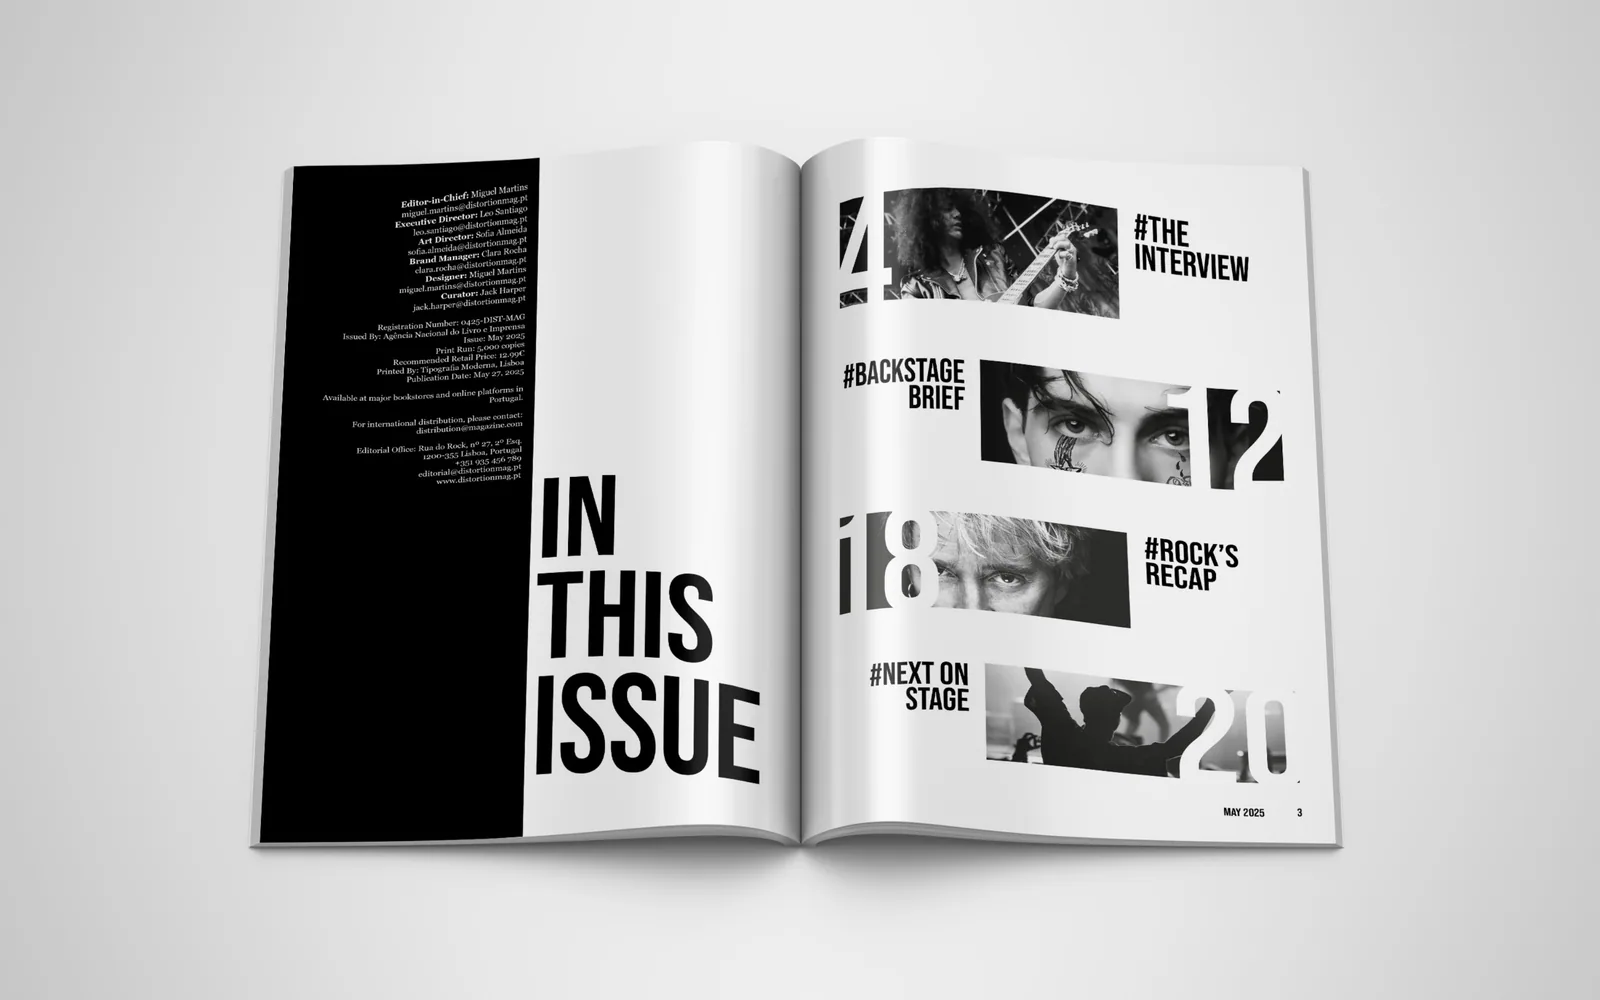 Editor-in-Chief: Miguel Martins
miguel.martins@distortionmag.pt
Executive Director: Leo Santiago
leo.santiago@distortionmag.pt
Art Director: Sofia Almeida
sofia.almeida@distortionmag.pt
Brand Manager: Clara Rocha
clara.rocha@distortionmag.pt
Designer: Miguel Martins
miguel.martins@distortionmag.pt
Curator: Jack Harper
jack.harper@distortionmag.pt
Registration Number: 0425-DIST-MAG
Issued By: Agência Nacional do Livro e Imprensa
Issue: May 2025
Print Run: 5,000 copies
Recommended Retail Price: 12.99€
Printed By: Tipografia Moderna, Lisboa
Publication Date: May 27, 2025
Available at major bookstores and online platforms in
Portugal.
For international distribution, please contact:
distribution@magazine.com
Editorial Office: Rua do Rock, nº 27, 2º Esq.
1200-355 Lisboa, Portugal
+351 935 456 789
editorial@distortionmag.pt
www.distortionmag.pt
IN
THIS
ISSUE
4
#THE
INTERVIEW
#BACKSTAGE
BRIEF
12
18
#ROCK'S
RECAP
#NEXT ON
STAGE
20
MAY 2025 3